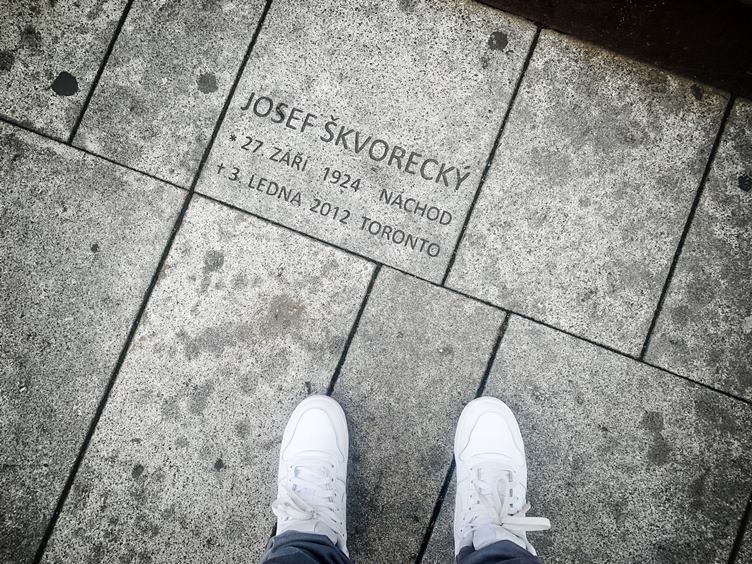 JOSEF ŠKVORECKÝ
* 27. ZÁŘÍ 1924 NÁCHOD
† 3. LEDNA 2012 TORONTO